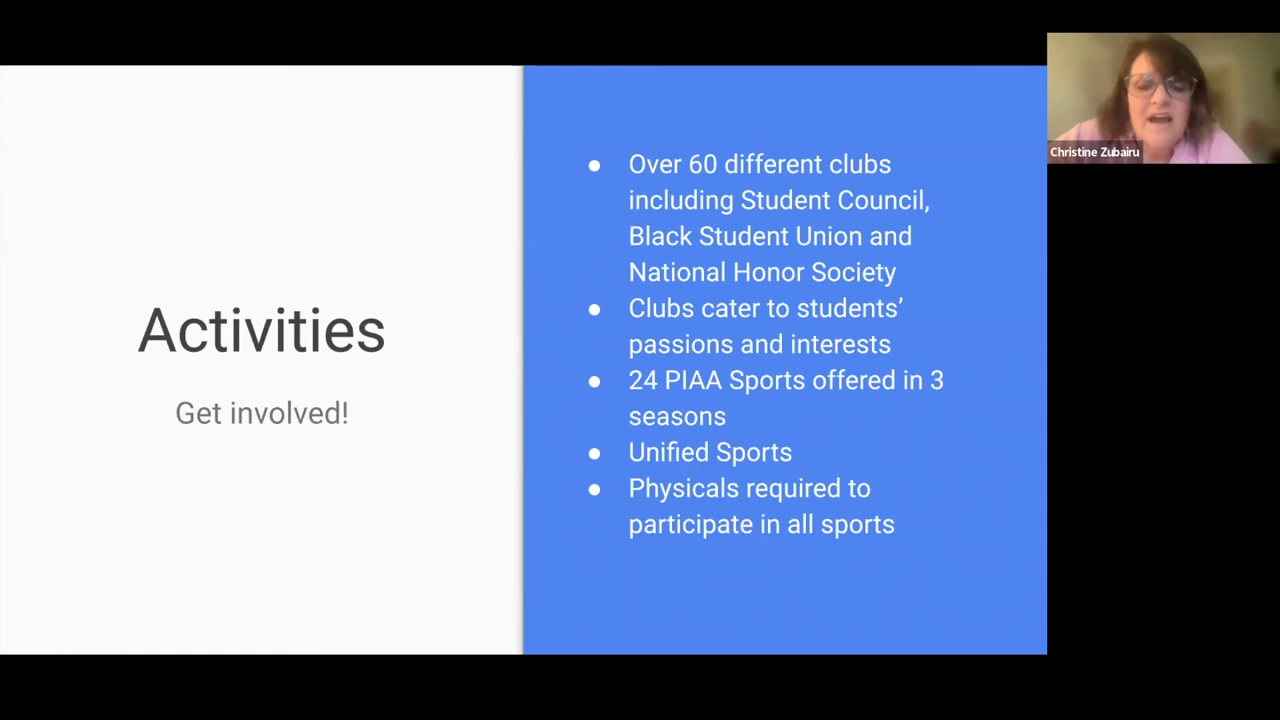 Activities
Get involved!
● Over 60 different clubs
including Student Council,
Black Student Union and
National Honor Society
● Clubs cater to students’
passions and interests
● 24 PIAA Sports offered in 3
seasons
● Unified Sports
● Physicals required to
participate in all sports
Christine Zubairu